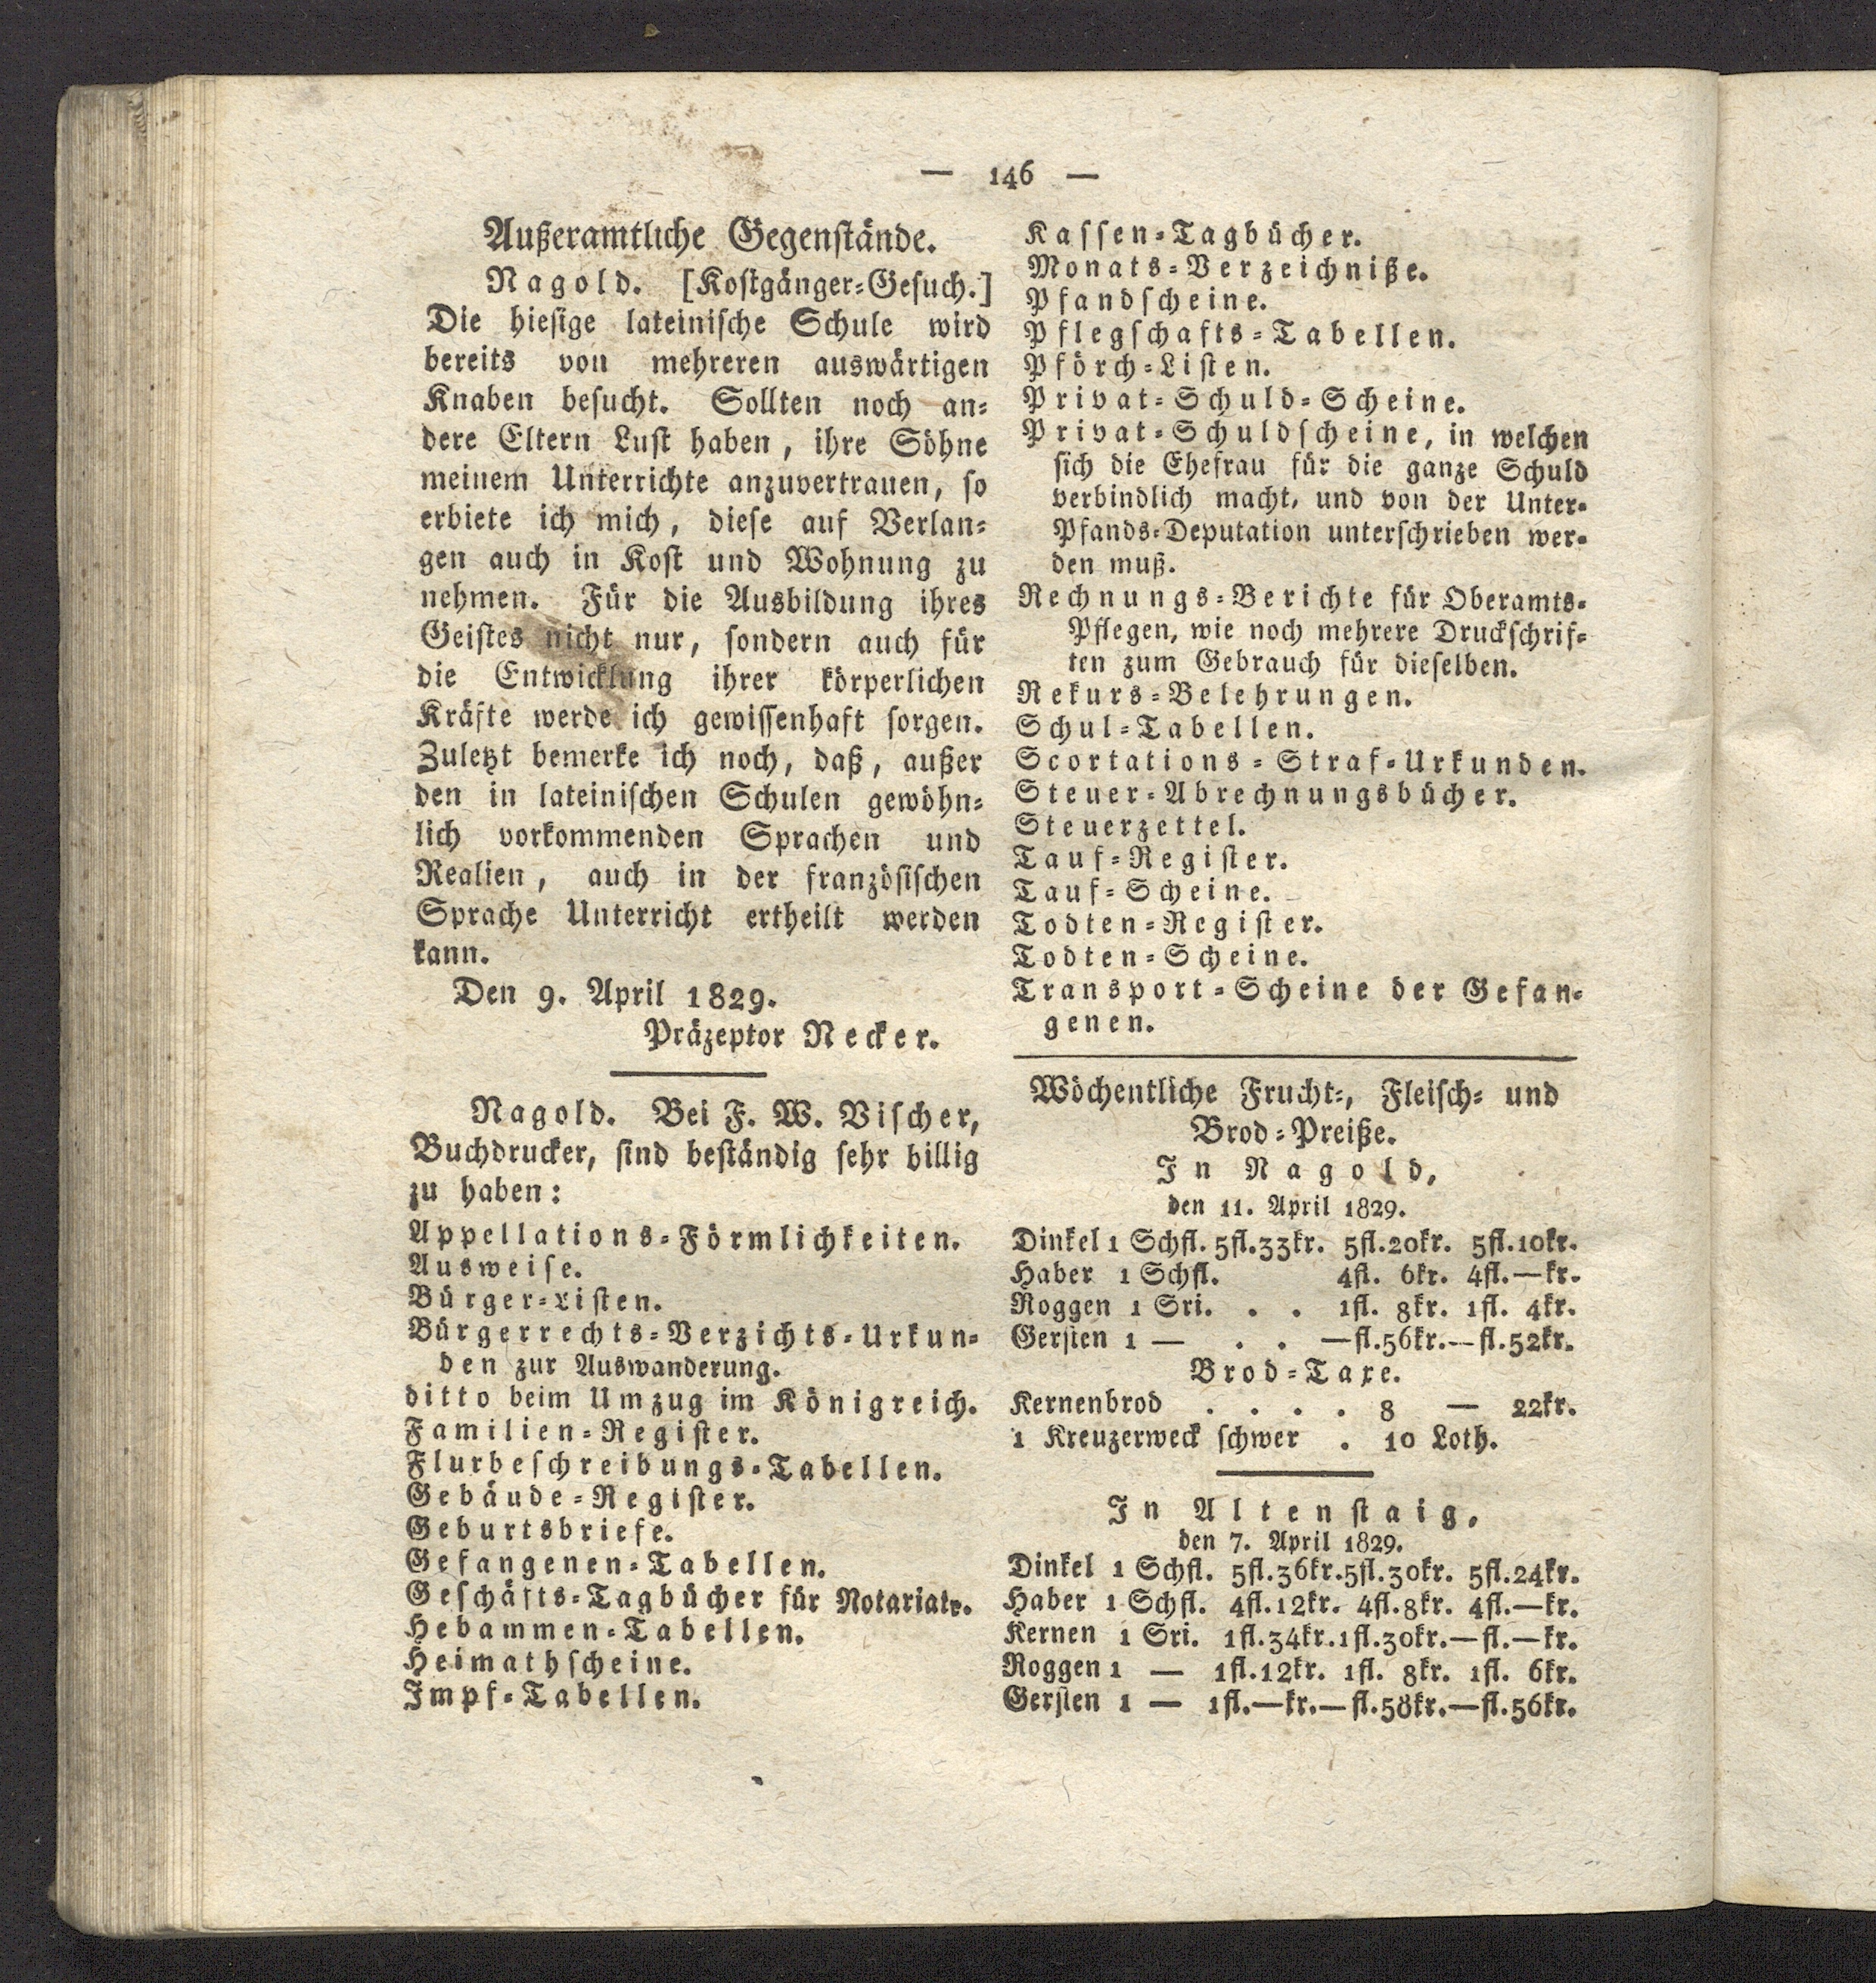 — 146 —
Außeramtliche Gegenstände.
Nagold. [Kostgänger-Gesuch.]
Die hiesige lateinische Schule wird
bereits von mehreren auswärtigen
Knaben besucht. Sollten noch an-
dere Eltern Lust haben, ihre Söhne
meinem Unterrichte anzuvertrauen, so
erbiete ich mich, diese auf Verlan-
gen auch in Kost und Wohnung zu
nehmen. Für die Ausbildung ihres
Geistes nicht nur, sondern auch für
die Entwicklung ihrer körperlichen
Kräfte werde ich gewissenhaft sorgen.
Zuletzt bemerke ich noch, daß, außer
den in lateinischen Schulen gewöhn-
lich vorkommenden Sprachen und
Realien, auch in der französischen
Sprache Unterricht ertheilt werden
kann.
Den 9. April 1829.
Präzeptor Necker.
Nagold. Bei F. W. Vischer,
Buchdrucker, sind beständig sehr billig
zu haben:
Appellations-Förmlichkeiten.
Ausweise.
Bürger-Listen.
Bürgerrechts-Verzichts-Urkun-
den zur Auswanderung.
ditto beim Umzug im Königreich.
Familien-Register.
Flurbeschreibungs-Tabellen.
Gebäude-Register.
Geburtsbriefe.
Gefangenen-Tabellen.
Geschäfts-Tagbücher für Notariate.
Hebammen-Tabellen.
Heimathscheine.
Impf-Tabellen.
Kassen-Tagbücher.
Monats-Verzeichniße.
Pfandscheine.
Pflegschafts-Tabellen.
Pförch-Listen.
Privat-Schuld-Scheine.
Privat-Schuldscheine, in welchen
sich die Ehefrau für die ganze Schuld
verbindlich macht, und von der Unter-
Pfands-Deputation unterschrieben wer-
den muß.
Rechnungs-Berichte für Oberamts-
Pflegen, wie noch mehrere Druckschrif-
ten zum Gebrauch für dieselben.
Rekurs-Belehrungen.
Schul-Tabellen.
Scortations-Straf-Urkunden.
Steuer-Abrechnungsbücher.
Steuerzettel.
Tauf-Register.
Tauf-Scheine.
Todten-Register.
Todten-Scheine.
Transport-Scheine der Gefan-
genen.
Wöchentliche Frucht-, Fleisch- und
Brod-Preiße.
In Nagold,
den 11. April 1829.
Dinkel 1 Schfl. 5fl.33kr. 5fl.20kr. 5fl.10kr.
Haber 1 Schfl. 4fl. 6kr. 4fl.—kr.
Roggen 1 Sri. . . 1fl. 8kr. 1fl. 4kr.
Gersten 1 — . . —fl.56kr.—fl.52kr.
Brod-Taxe.
Kernenbrod . . . . 8 — 22kr.
1 Kreuzerweck schwer . 10 Loth.
In Altenstaig,
den 7. April 1829.
Dinkel 1 Schfl. 5fl.36kr.5fl.30kr. 5fl.24kr.
Haber 1 Schfl. 4fl.12kr. 4fl.8kr. 4fl.—kr.
Kernen 1 Sri. 1fl.34kr.1fl.30kr.—fl.—kr.
Roggen 1 — 1fl.12kr. 1fl. 8kr. 1fl. 6kr.
Gersten 1 — 1fl.—kr.—fl.58kr.—fl.56kr.